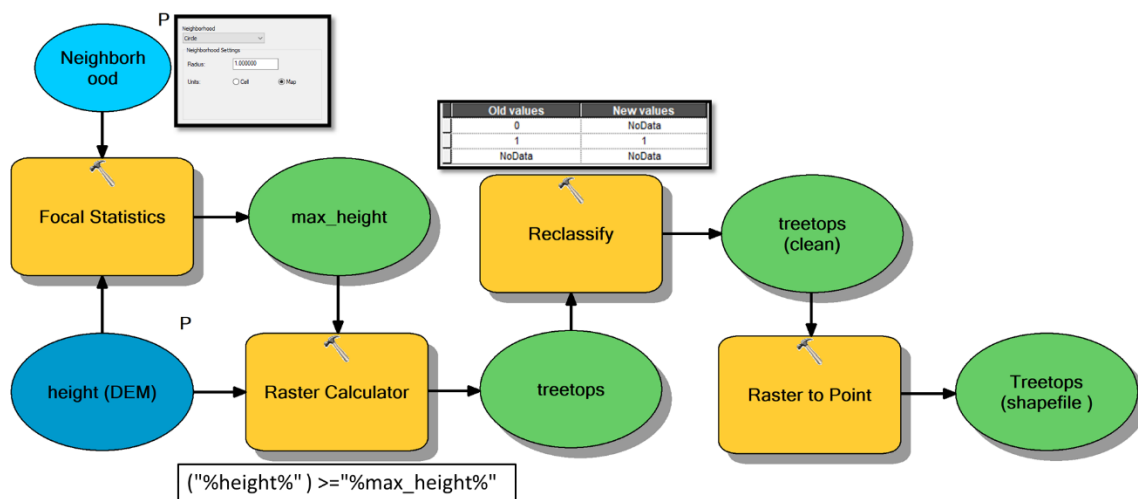 P
Neighborhood
Circle
Neighborhood Settings
Radius:
1.000000
Units:
Cell
Map
Neighborh
ood
Old values New values
0 NoData
1 1
NoData NoData
Focal Statistics
max_height
Reclassify
treetops
(clean)
P
height (DEM)
Raster Calculator
treetops
Raster to Point
Treetops
(shapefile )
("%height%" ) >="%max_height%"